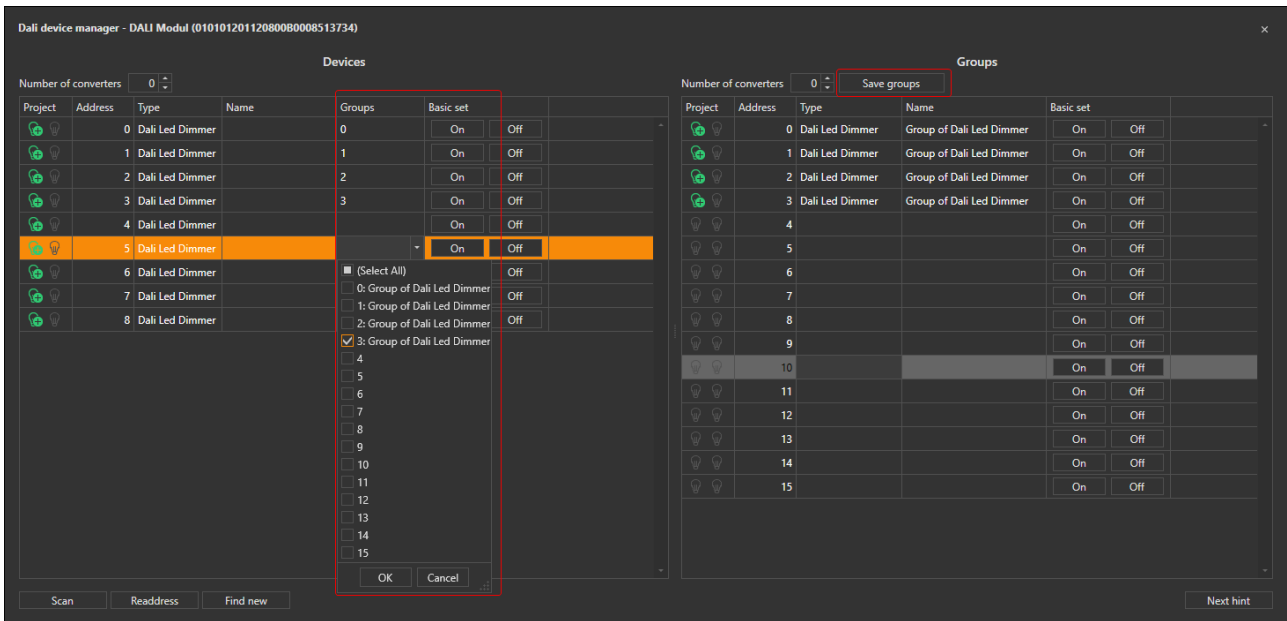 Dali device manager - DALI Modul (010101201120800B0008513734)
Devices
Number of converters 0
Project Address Type Name Groups Basic set
0 Dali Led Dimmer 0 On Off
1 Dali Led Dimmer 1 On Off
2 Dali Led Dimmer 2 On Off
3 Dali Led Dimmer 3 On Off
4 Dali Led Dimmer On Off
5 Dali Led Dimmer On Off
6 Dali Led Dimmer Off
7 Dali Led Dimmer Off
8 Dali Led Dimmer Off
(Select All)
0: Group of Dali Led Dimmer
1: Group of Dali Led Dimmer
2: Group of Dali Led Dimmer
3: Group of Dali Led Dimmer
4
5
6
7
8
9
10
11
12
13
14
15
OK Cancel
Scan Readdress Find new
Groups
Number of converters 0 Save groups
Project Address Type Name Basic set
0 Dali Led Dimmer Group of Dali Led Dimmer On Off
1 Dali Led Dimmer Group of Dali Led Dimmer On Off
2 Dali Led Dimmer Group of Dali Led Dimmer On Off
3 Dali Led Dimmer Group of Dali Led Dimmer On Off
4 On Off
5 On Off
6 On Off
7 On Off
8 On Off
9 On Off
10 On Off
11 On Off
12 On Off
13 On Off
14 On Off
15 On Off
Next hint